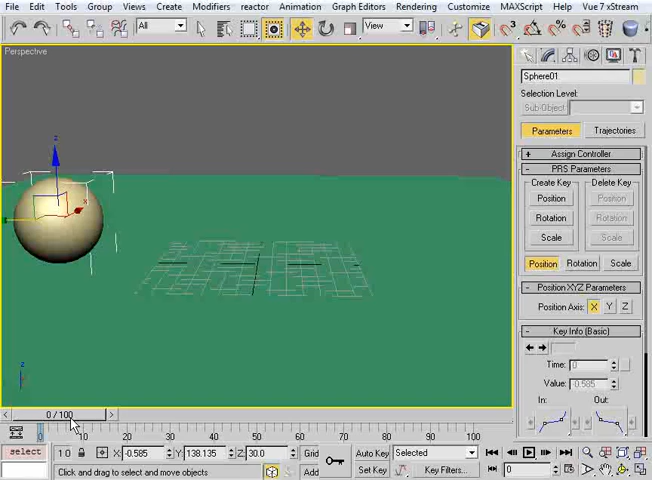 File Edit Tools Group Views Create Modifiers reactor Animation Graph Editors Rendering Customize MAXScript Help Vue 7 xStream
All View
Perspective
Sphere01
Selection Level:
Sub-Object
Parameters Trajectories
+ Assign Controller
- PRS Parameters
Create Key Delete Key
Position Position
Rotation Rotation
Scale Scale
Position Rotation Scale
- Position XYZ Parameters
Position Axis: X Y Z
- Key Info (Basic)
Time: 0
Value: -0.585
In: Out:
z
x
z
< 0 / 100 >
0 10 20 30 40 50 60 70 80 90 100
select 1 0 X: -0.585 Y: 138.135 Z: 30.0 Grid Auto Key Selected
Click and drag to select and move objects Add Set Key Key Filters... 0